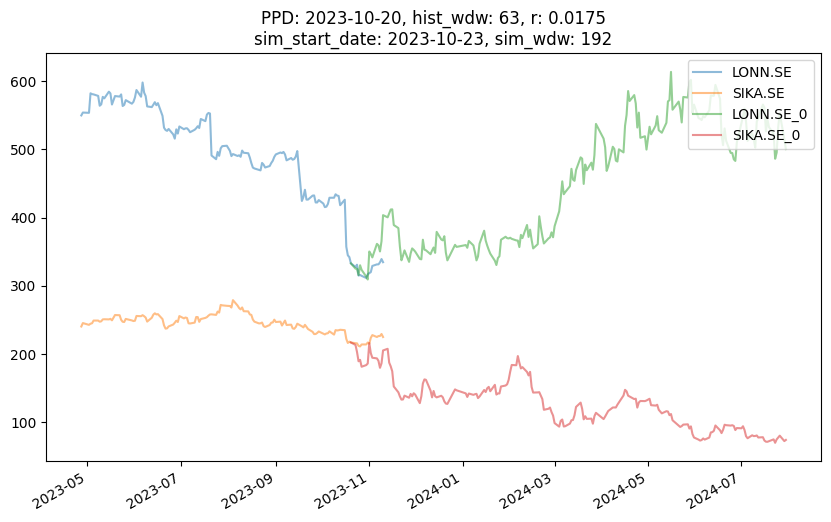 PPD: 2023-10-20, hist_wdw: 63, r: 0.0175
sim_start_date: 2023-10-23, sim_wdw: 192
LONN.SE
SIKA.SE
LONN.SE_0
SIKA.SE_0
600
500
400
300
200
100
2023-05
2023-07
2023-09
2023-11
2024-01
2024-03
2024-05
2024-07